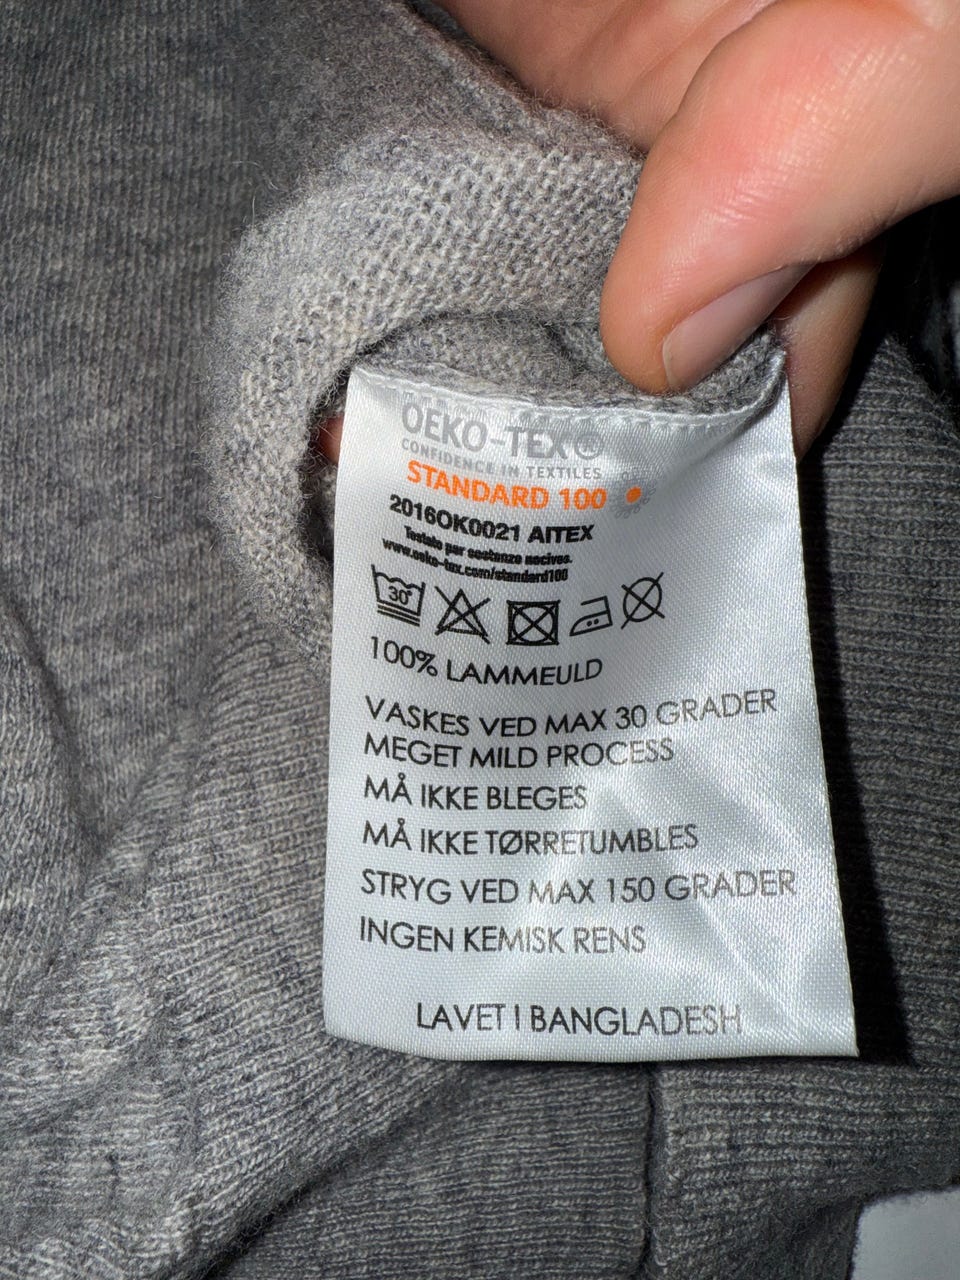 OEKO-TEX®
CONFIDENCE IN TEXTILES
STANDARD 100
2016OK0021 AITEX
Testato per sostanze nocive.
www.oeko-tex.com/standard100
30°
100% LAMMEULD
VASKES VED MAX 30 GRADER
MEGET MILD PROCESS
MÅ IKKE BLEGES
MÅ IKKE TØRRETUMBLES
STRYG VED MAX 150 GRADER
INGEN KEMISK RENS
LAVET I BANGLADESH